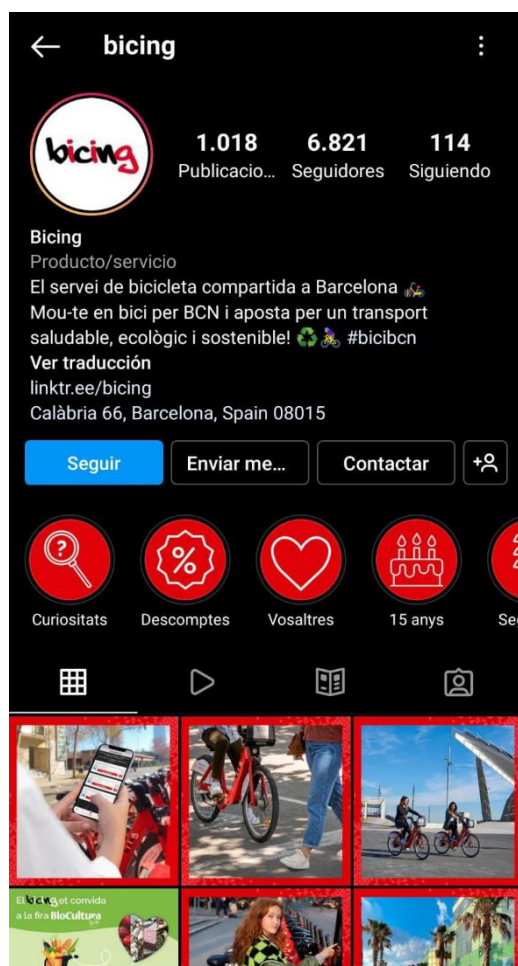 bicing
bicing
1.018 6.821 114
Publicacio... Seguidores Siguiendo
Bicing
Producto/servicio
El servei de bicicleta compartida a Barcelona 🚲
Mou-te en bici per BCN i aposta per un transport
saludable, ecològic i sostenible! ♻️🚴‍♀️ #bicibcn
Ver traducción
linktr.ee/bicing
Calàbria 66, Barcelona, Spain 08015
Seguir Enviar me... Contactar
Curiositats Descomptes Vosaltres 15 anys
El bicing et convida
a la fira BioCultura